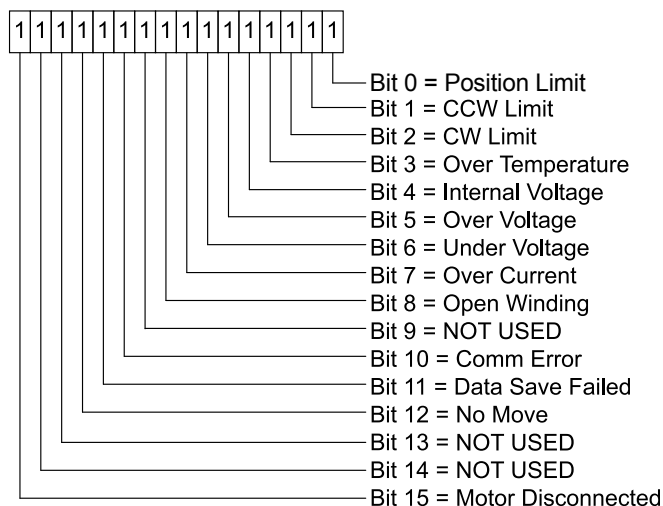 1 1 1 1 1 1 1 1 1 1 1 1 1 1 1 1
Bit 0 = Position Limit
Bit 1 = CCW Limit
Bit 2 = CW Limit
Bit 3 = Over Temperature
Bit 4 = Internal Voltage
Bit 5 = Over Voltage
Bit 6 = Under Voltage
Bit 7 = Over Current
Bit 8 = Open Winding
Bit 9 = NOT USED
Bit 10 = Comm Error
Bit 11 = Data Save Failed
Bit 12 = No Move
Bit 13 = NOT USED
Bit 14 = NOT USED
Bit 15 = Motor Disconnected